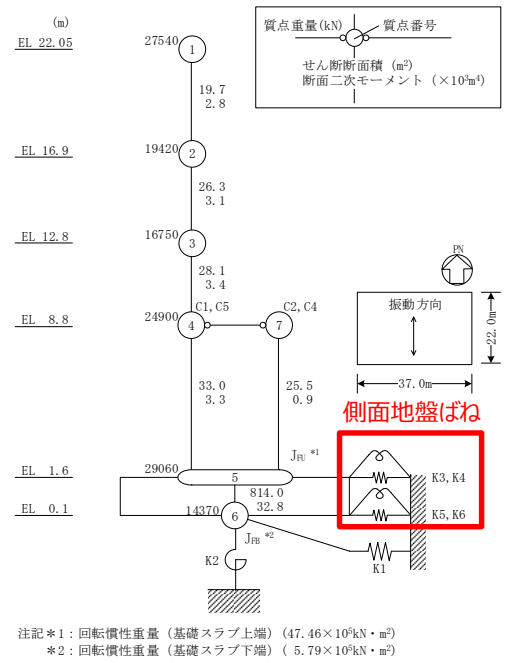 (m)
EL 22.05
27540
1
質点重量(kN)
質点番号
せん断断面積 (m²)
断面二次モーメント (×10³m⁴)
19.7
2.8
EL 16.9
19420
2
26.3
3.1
EL 12.8
16750
3
28.1
3.4
EL 8.8
24900
C1, C5
4
C2, C4
7
PN
振動方向
22.0m
37.0m
33.0
3.3
25.5
0.9
側面地盤ばね
JFU *1
EL 1.6
29060
5
K3, K4
814.0
32.8
EL 0.1
14370
6
K5, K6
JFB *2
K2
K1
注記*1:回転慣性重量(基礎スラブ上端)(47.46×10⁵kN・m²)
*2:回転慣性重量(基礎スラブ下端)( 5.79×10⁵kN・m²)